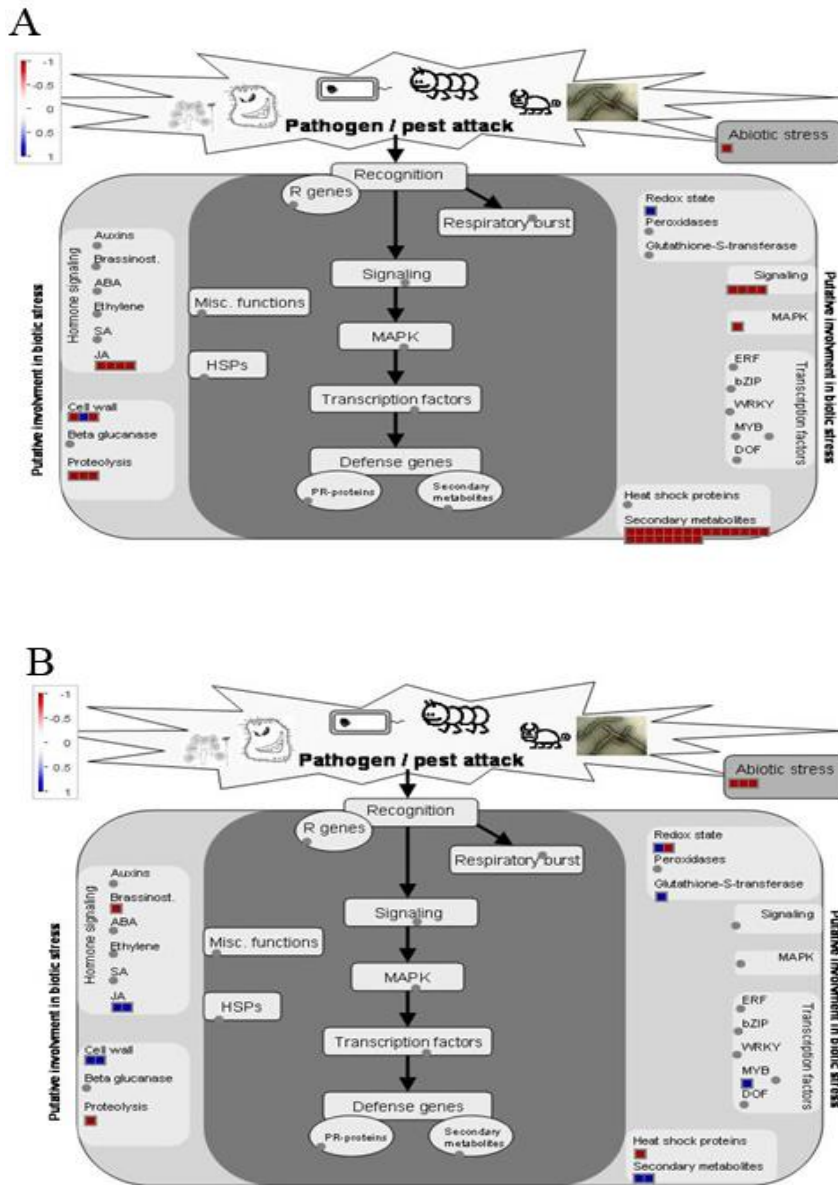 A
-1
-0.5
0
0.5
1
Pathogen / pest attack
Abiotic stress
Recognition
R genes
Respiratory burst
Redox state
Peroxidases
Glutathione-S-transferase
Putative involvment in biotic stress
Hormone signaling
Auxins
Brassinost.
ABA
Ethylene
SA
JA
Signaling
Misc. functions
MAPK
HSPs
Transcription factors
Defense genes
PR-proteins
Secondary
metabolites
Cell wall
Beta glucanase
Proteolysis
Signaling
MAPK
ERF
bZIP
WRKY
MYB
DOF
Transcription factors
Putative involvment in biotic stress
Heat shock proteins
Secondary metabolites
B
-1
-0.5
0
0.5
1
Pathogen / pest attack
Abiotic stress
Recognition
R genes
Respiratory burst
Redox state
Peroxidases
Glutathione-S-transferase
Putative involvment in biotic stress
Hormone signaling
Auxins
Brassinost.
ABA
Ethylene
SA
JA
Signaling
Misc. functions
MAPK
HSPs
Transcription factors
Defense genes
PR-proteins
Secondary
metabolites
Cell wall
Beta glucanase
Proteolysis
Signaling
MAPK
ERF
bZIP
WRKY
MYB
DOF
Transcription factors
Putative involvment in biotic stress
Heat shock proteins
Secondary metabolites